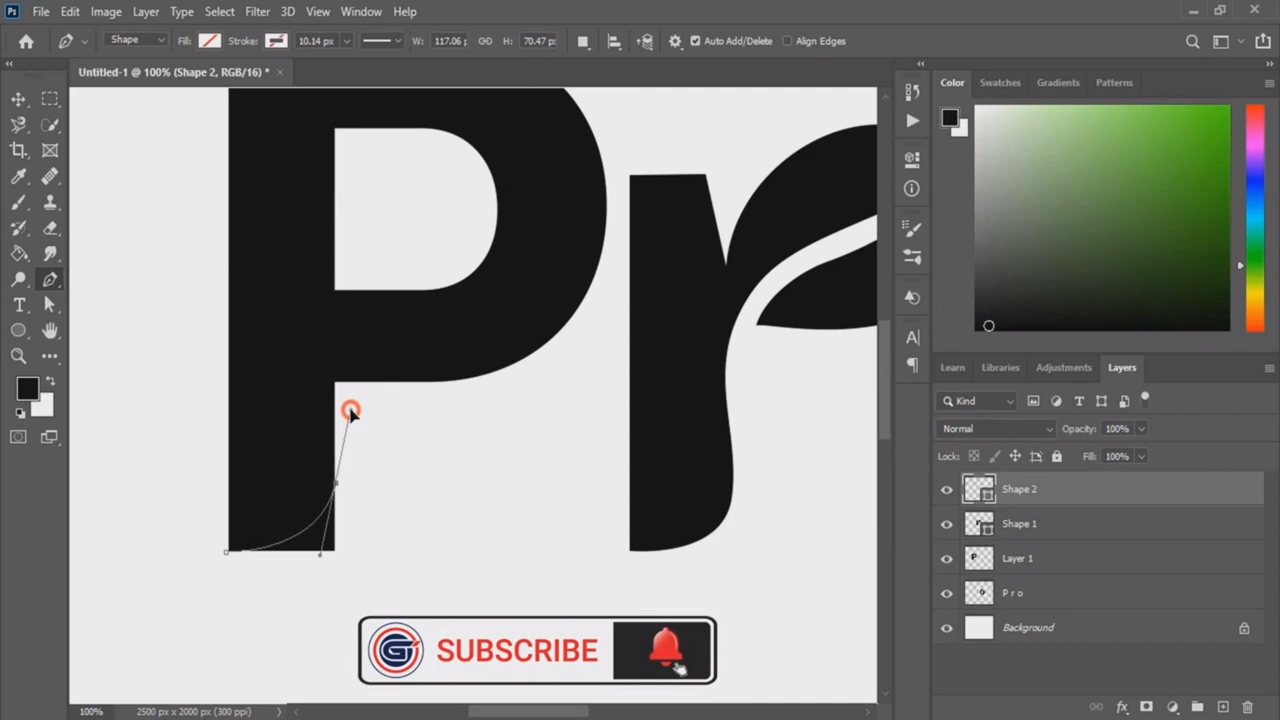 Ps File Edit Image Layer Type Select Filter 3D View Window Help
Shape Fill: Stroke: 10.14 px W: 117.06 p H: 70.47 p: Auto Add/Delete Align Edges
Untitled-1 @ 100% (Shape 2, RGB/16) * ×
Color Swatches Gradients Patterns
Pr
Learn Libraries Adjustments Layers
Kind
Normal Opacity: 100%
Lock: Fill: 100%
Shape 2
Shape 1
Layer 1
P r o
Background
SUBSCRIBE
100% 2500 px x 2000 px (300 ppi)